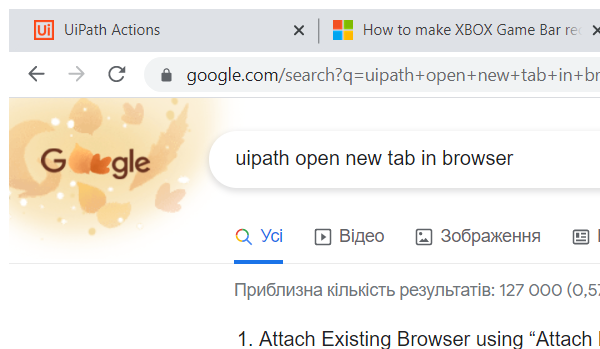 Ui UiPath Actions How to make XBOX Game Bar rec
google.com/search?q=uipath+open+new+tab+in+br
Google
uipath open new tab in browser
Усі Відео Зображення
Приблизна кількість результатів: 127 000 (0,57
1. Attach Existing Browser using “Attach